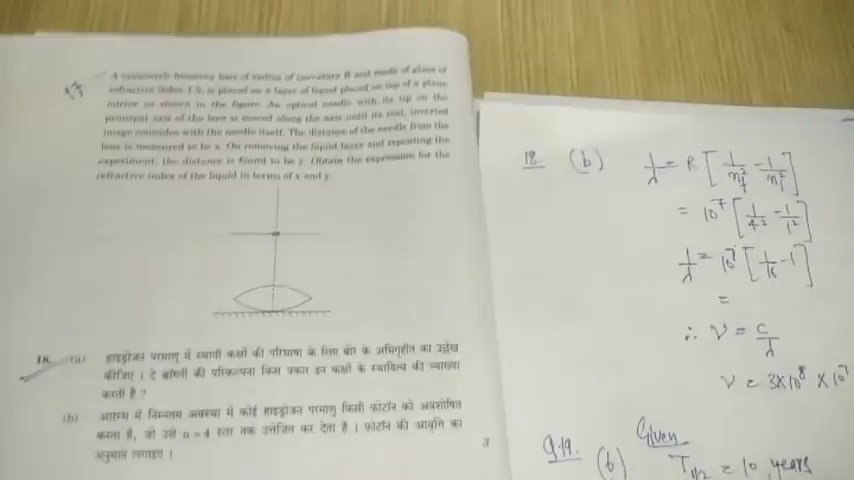 17
A symmetric biconvex lens of radius of curvature R and made of glass of
refractive index 1·5, is placed on a layer of liquid placed on top of a plane
mirror as shown in the figure. An optical needle with its tip on the
principal axis of the lens is moved along the axis until its real, inverted
image coincides with the needle itself. The distance of the needle from the
lens is measured to be x. On removing the liquid layer and repeating the
experiment, the distance is found to be y. Obtain the expression for the
refractive index of the liquid in terms of x and y.
18. (a) हाइड्रोजन परमाणु में स्थायी कक्षों की परिभाषा के लिए बोर के अभिगृहीत का उल्लेख
कीजिए । दे ब्रॉग्ली की परिकल्पना किस प्रकार इन कक्षों के स्थायित्व की व्याख्या
करती है ?
(b) आरम्भ में निम्नतम अवस्था में कोई हाइड्रोजन परमाणु किसी फोटॉन को अवशोषित
करता है, जो उसे n = 4 स्तर तक उत्तेजित कर देता है । फ़ोटॉन की आवृत्ति का
अनुमान लगाइए ।
3
18. (b) 1/λ = R [1/n_f² - 1/n_i²]
= 10⁷ [1/4² - 1/1²]
1/λ = 10⁷ [1/16 - 1]
=
∴ ν = c/λ
ν = 3×10⁸ × 10⁷
Q.19. (b) Given
T1/2 = 10 years